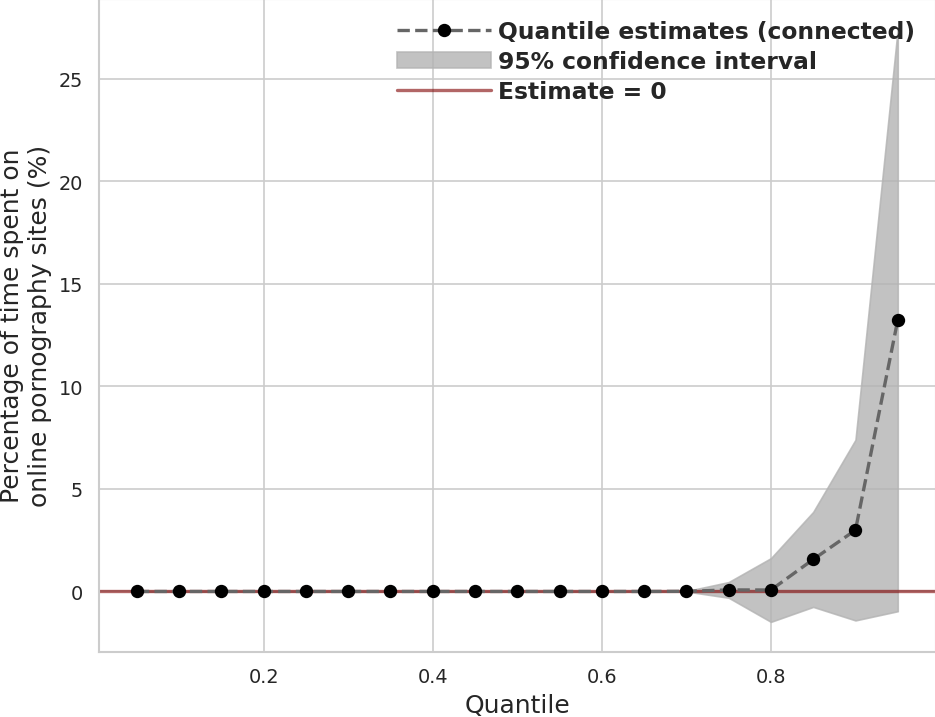 Quantile estimates (connected)
95% confidence interval
Estimate = 0
Percentage of time spent on
online pornography sites (%)
25
20
15
10
5
0
0.2
0.4
0.6
0.8
Quantile